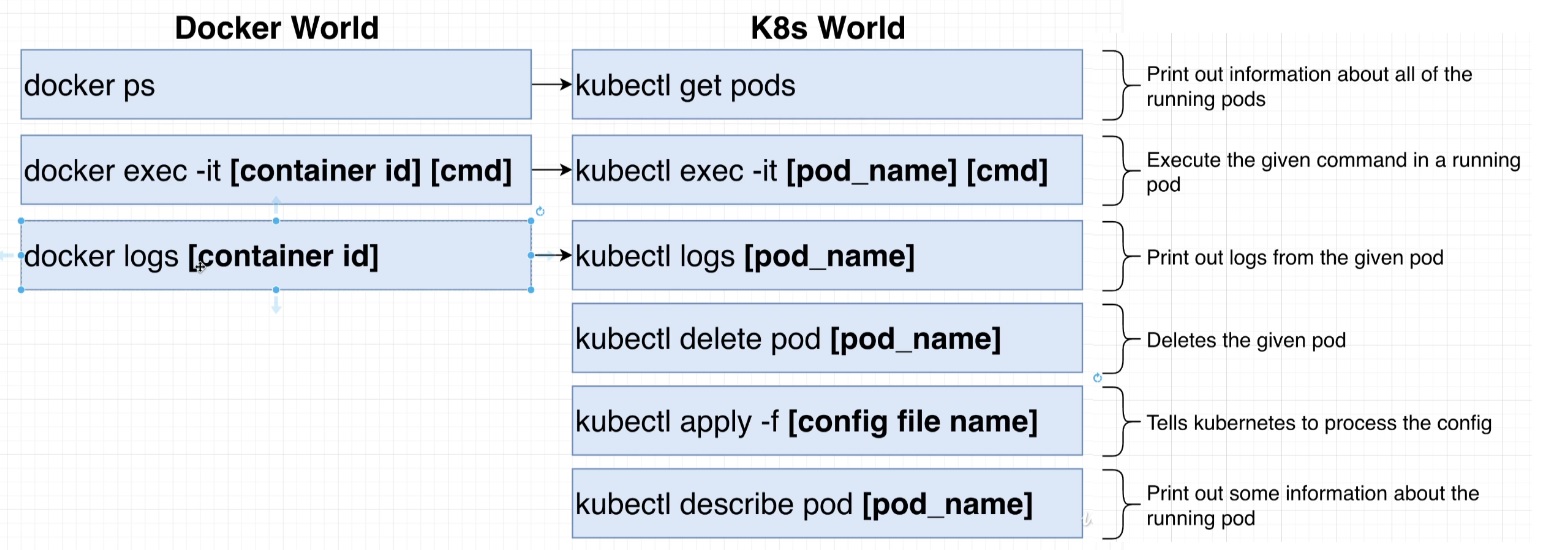 Docker World
K8s World
docker ps
kubectl get pods
Print out information about all of the
running pods
docker exec -it [container id] [cmd]
kubectl exec -it [pod_name] [cmd]
Execute the given command in a running
pod
docker logs [container id]
kubectl logs [pod_name]
Print out logs from the given pod
kubectl delete pod [pod_name]
Deletes the given pod
kubectl apply -f [config file name]
Tells kubernetes to process the config
kubectl describe pod [pod_name]
Print out some information about the
running pod